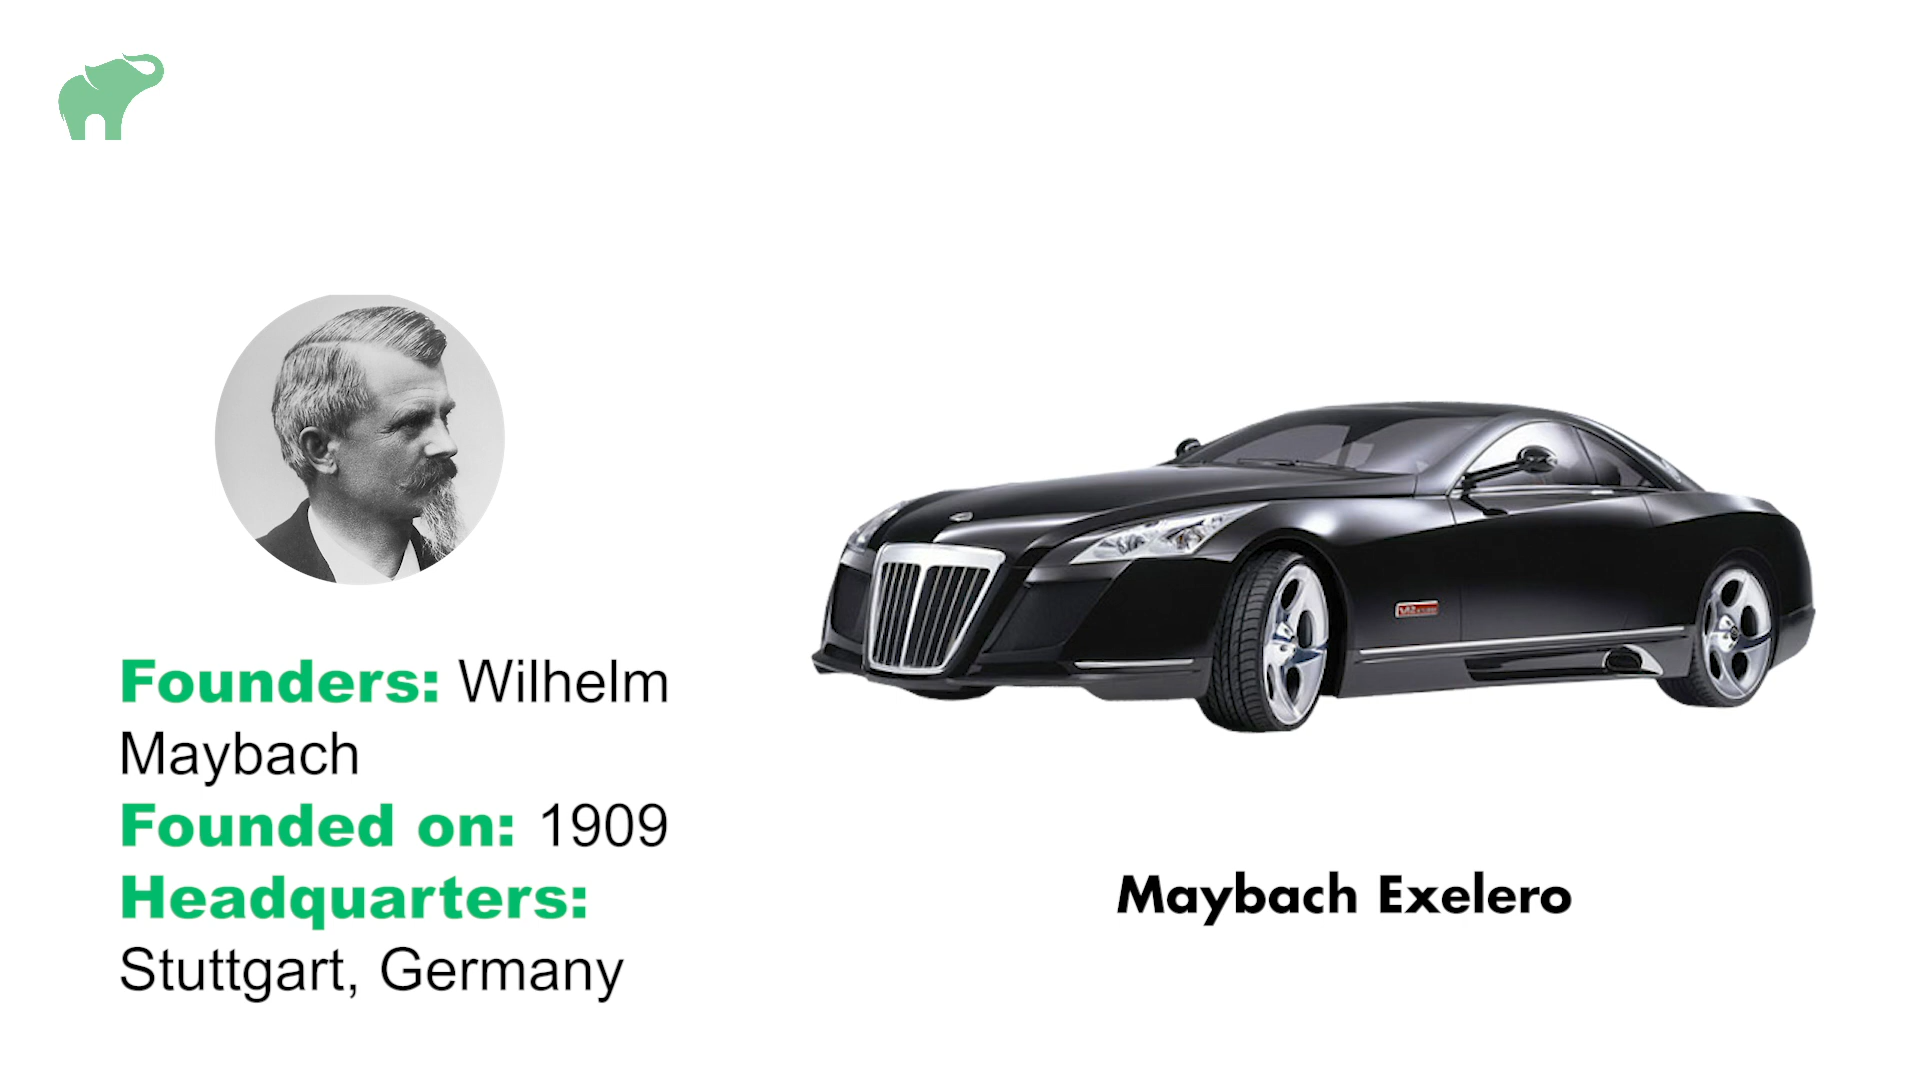 Founders: Wilhelm
Maybach
Founded on: 1909
Headquarters:
Stuttgart, Germany
Maybach Exelero